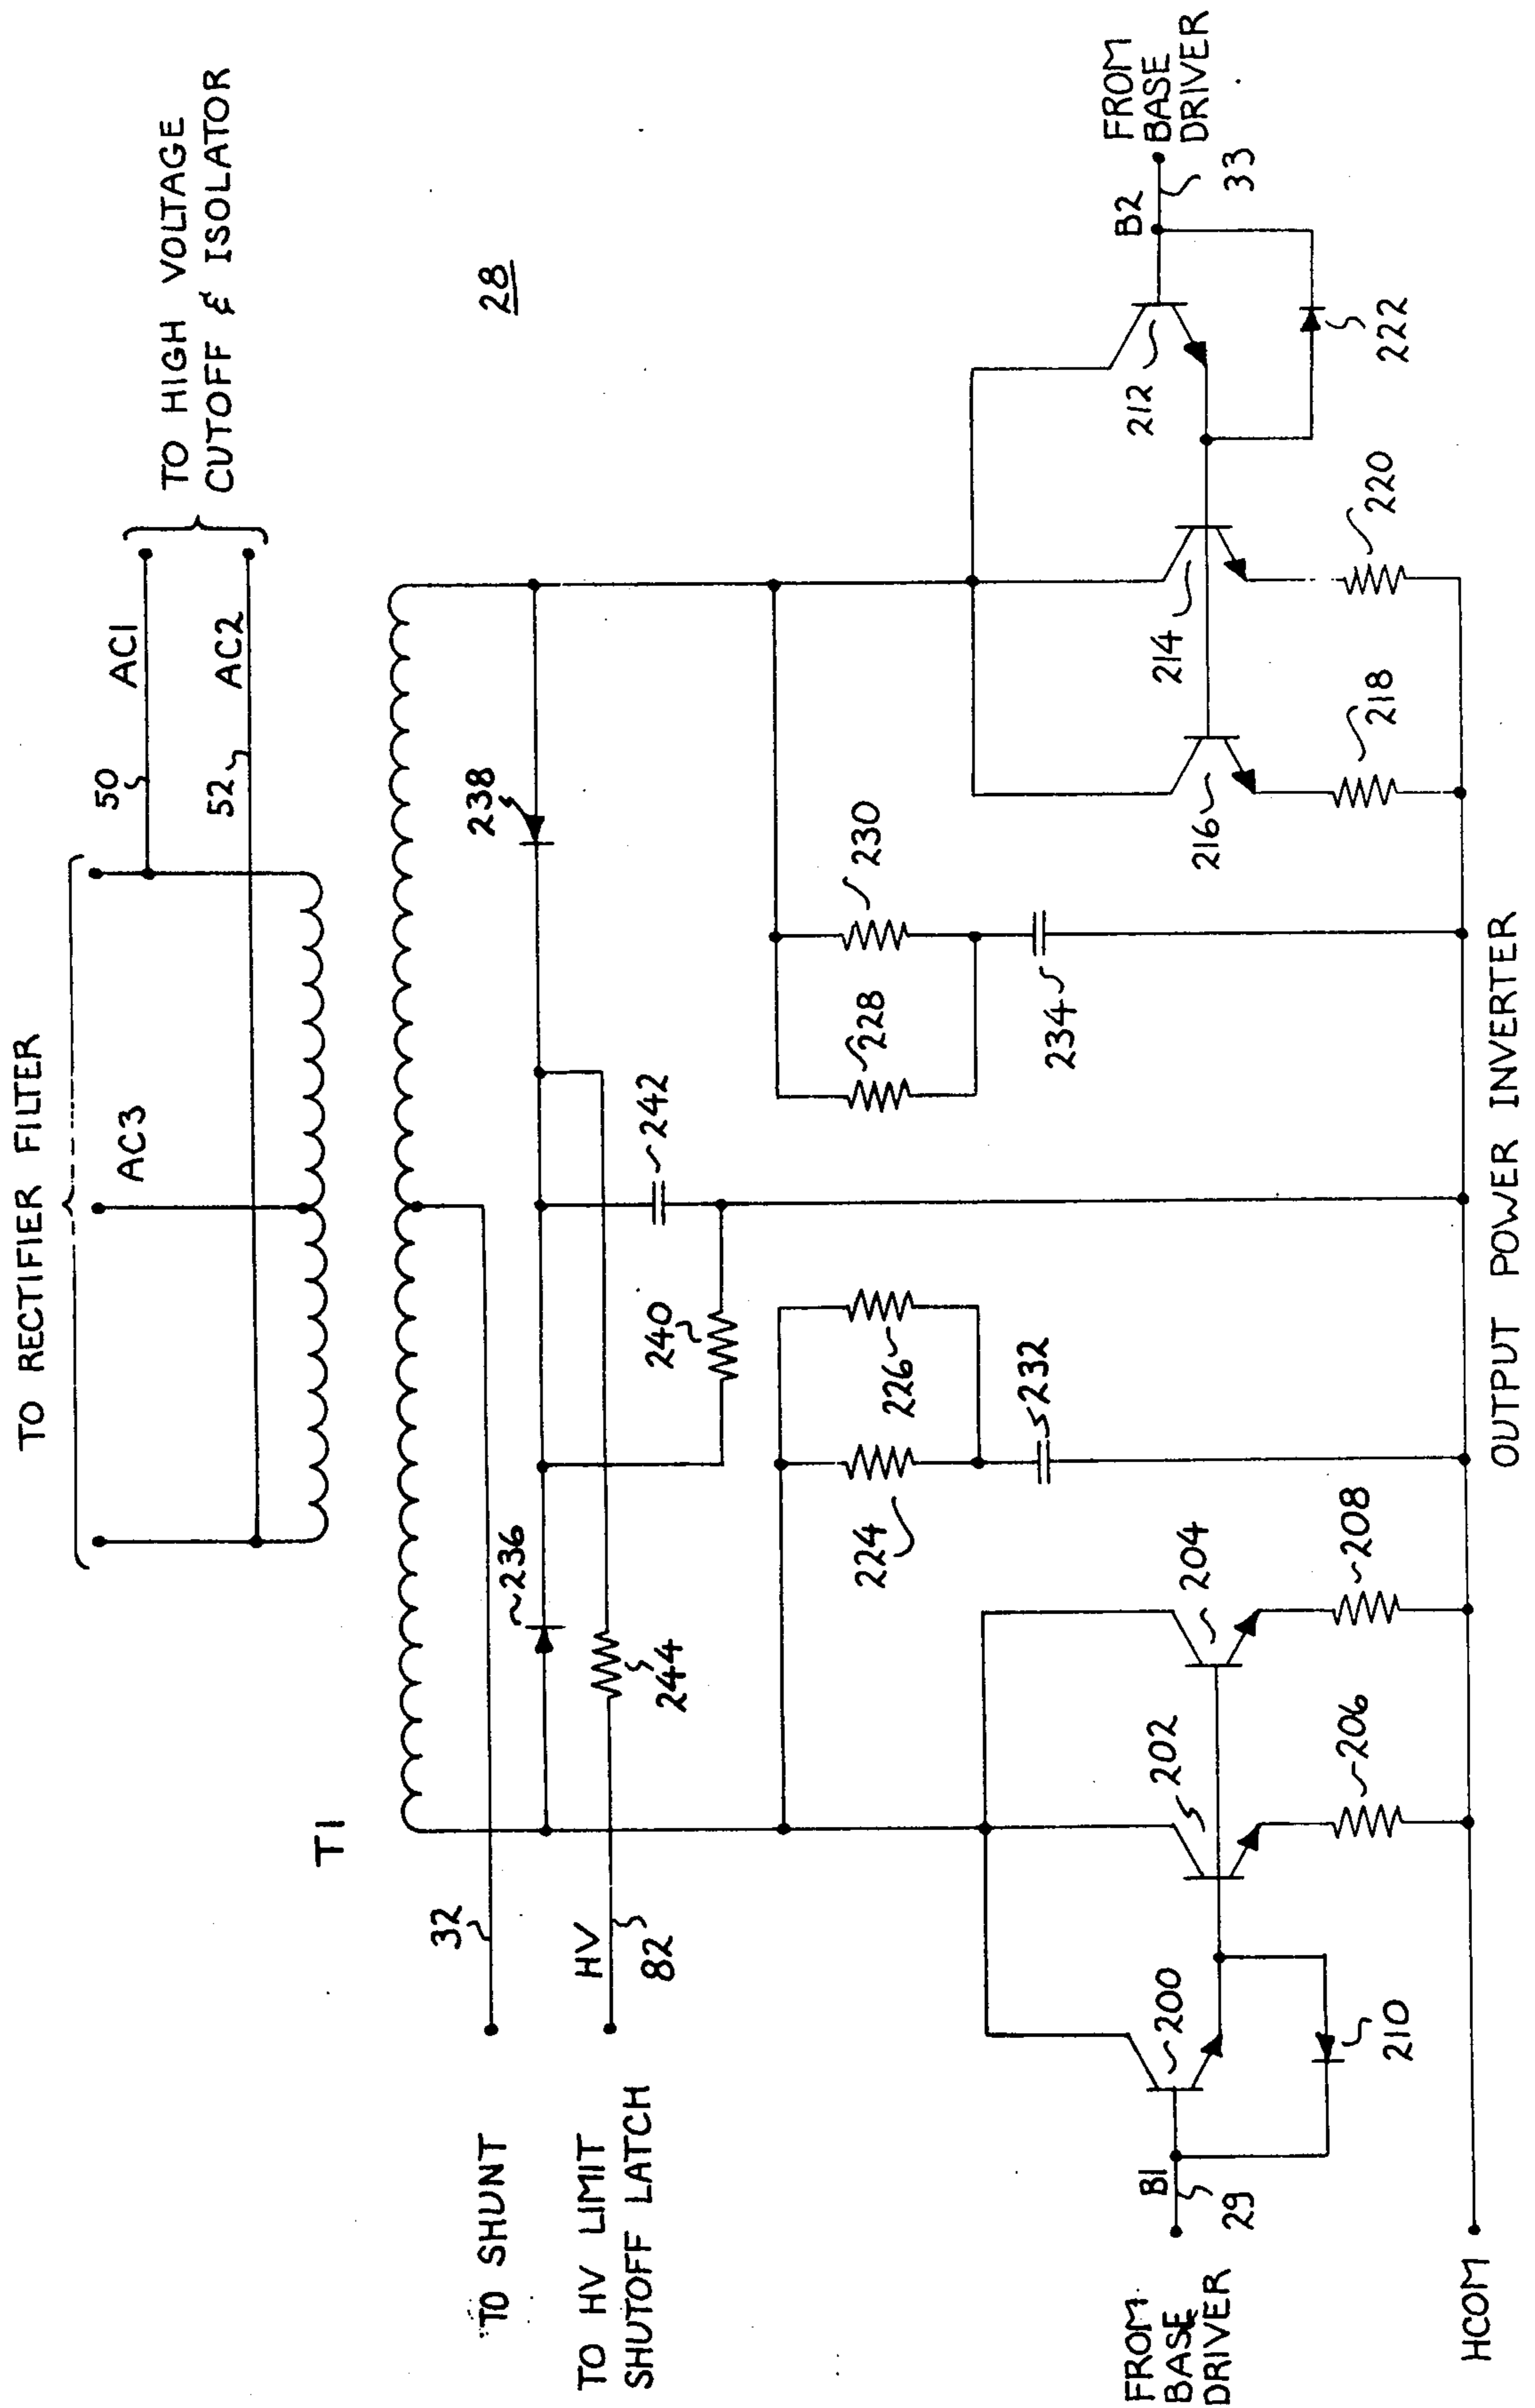 TO RECTIFIER FILTER
AC3
50
AC1
52
AC2
TO HIGH VOLTAGE
CUTOFF & ISOLATOR
T1
28
32
TO SHUNT
HV
82
TO HV LIMIT
SHUTOFF LATCH
236
238
244
240
242
224
226
232
228
230
234
FROM
BASE
DRIVER
B1
29
200
202
204
206
208
210
216
214
212
218
220
222
B2
33
FROM
BASE
DRIVER
HCOM
OUTPUT POWER INVERTER